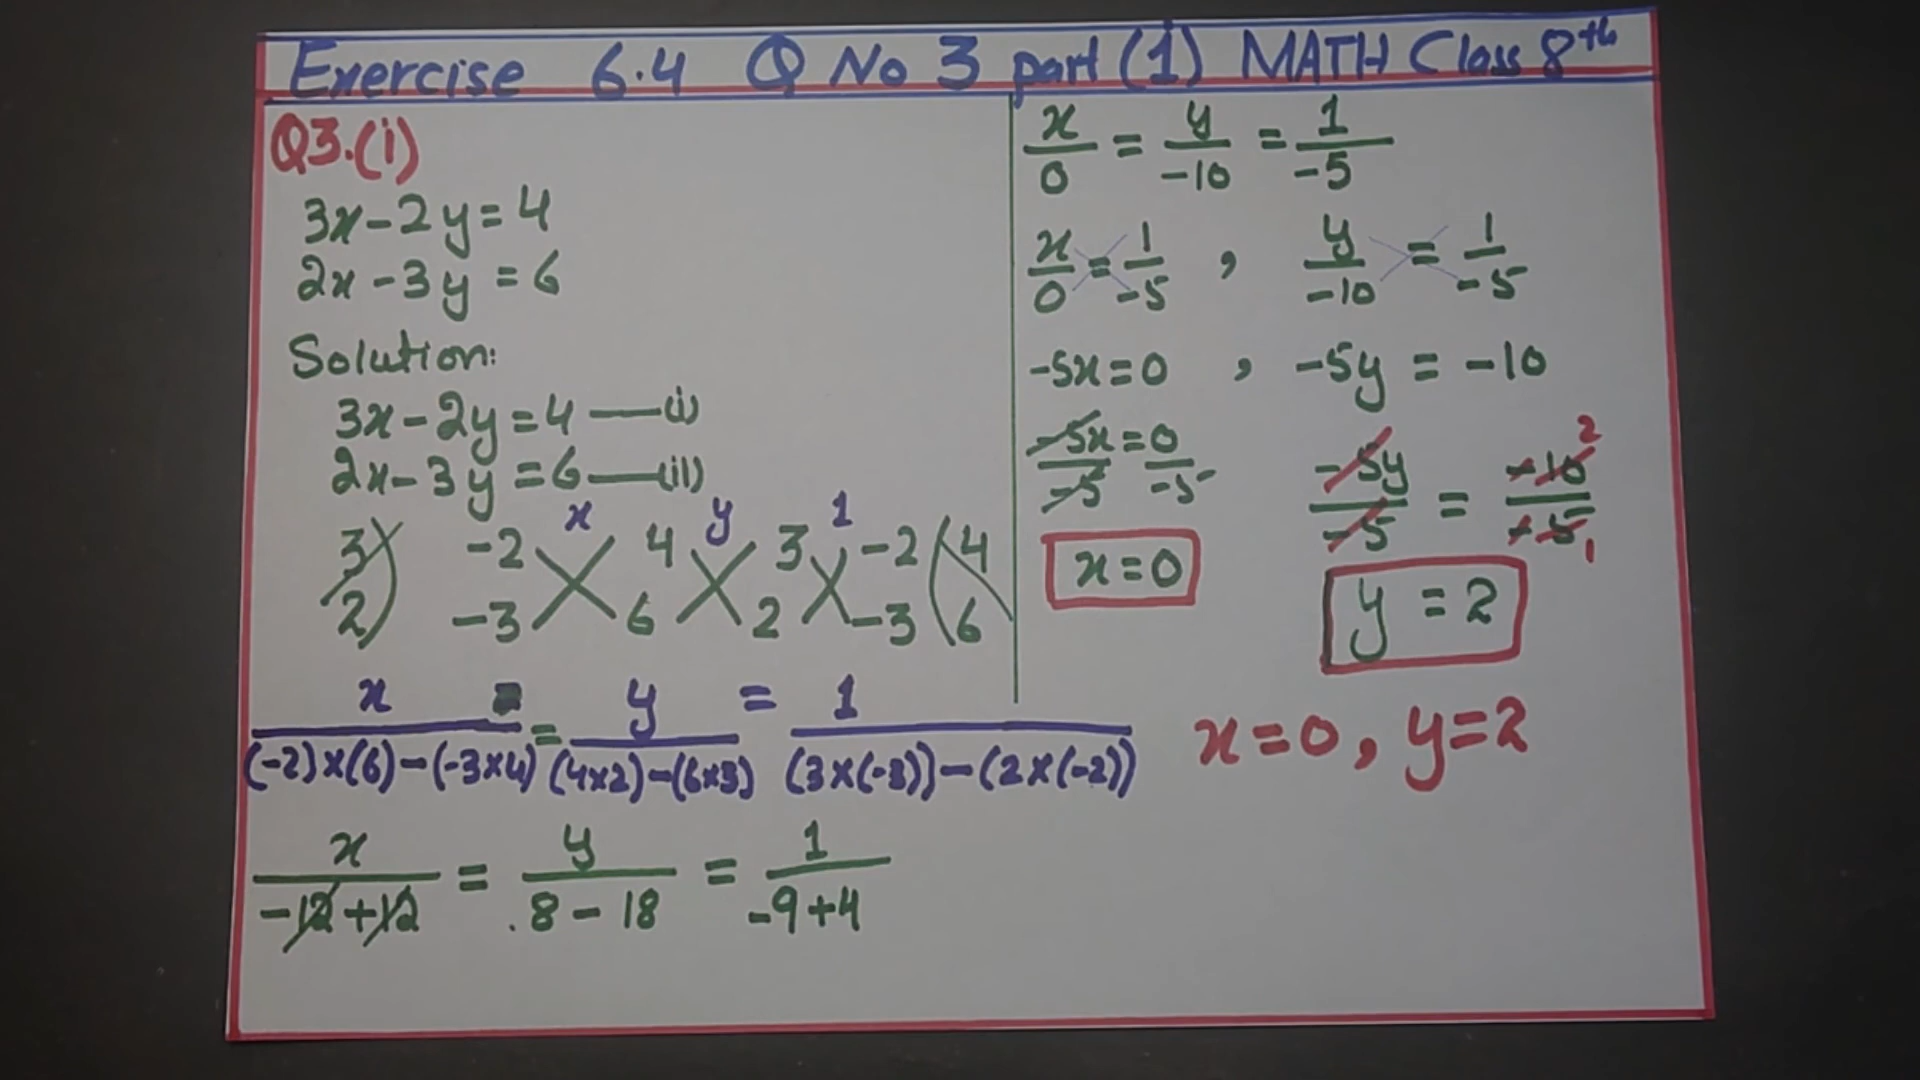 Exercise 6.4 Q No 3 part (1) MATH Class 8th
Q3.(i)
3x-2y=4
2x-3y=6
Solution:
3x-2y=4 —(i)
2x-3y=6 —(ii)
x y 1
3 -2 4 3 -2 4
2 -3 6 2 -3 6
x/((-2)×(6)-(-3×4) = y/((4×2)-(6×3)) = 1/((3×(-3))-(2×(-2)))
x/(-12+12) = y/(8-18) = 1/(-9+4)
x/0 = y/-10 = 1/-5
x/0 = 1/-5 , y/-10 = 1/-5
-5x=0 , -5y = -10
-5x/-5 = 0/-5
-5y/-5 = -10/-5 2 1
x=0
y=2
x=0, y=2